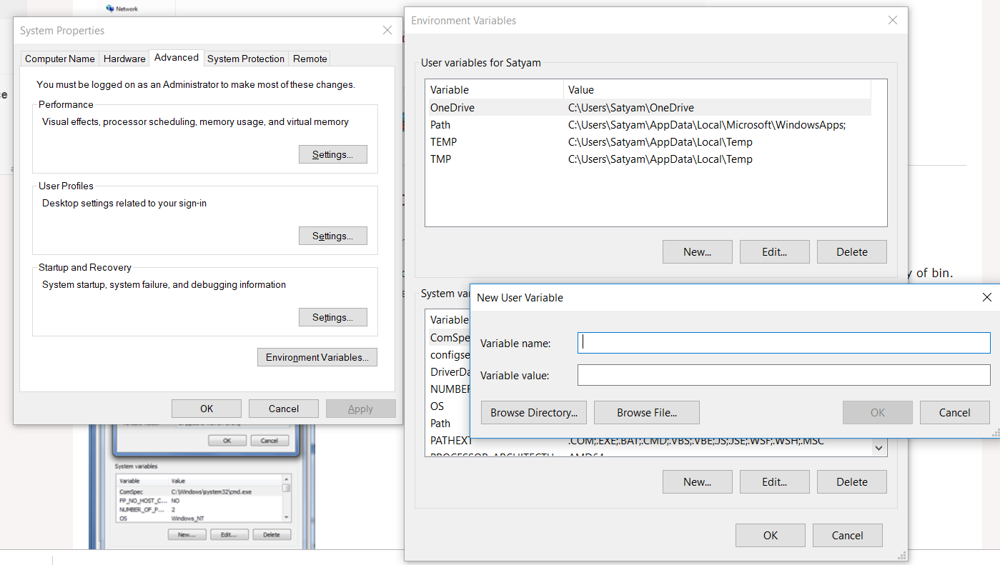 Network
ce
System Properties
Computer Name
Hardware
Advanced
System Protection
Remote
You must be logged on as an Administrator to make most of these changes.
Performance
Visual effects, processor scheduling, memory usage, and virtual memory
Settings...
User Profiles
Desktop settings related to your sign-in
Settings...
Startup and Recovery
System startup, system failure, and debugging information
Settings...
Environment Variables...
OK
Cancel
Apply
Environment Variables
User variables for Satyam
Variable Value
OneDrive C:\Users\Satyam\OneDrive
Path C:\Users\Satyam\AppData\Local\Microsoft\WindowsApps;
TEMP C:\Users\Satyam\AppData\Local\Temp
TMP C:\Users\Satyam\AppData\Local\Temp
New...
Edit...
Delete
y of bin.
System var
Variable
ComSpe
configse
DriverDa
NUMBER
OS
Path
PATHEXT .COM;.EXE;.BAT;.CMD;.VBS;.VBE;.JS;.JSE;.WSF;.WSH;.MSC
PROCESSOR_ARCHITECTU AMD64
New...
Edit...
Delete
OK
Cancel
New User Variable
Variable name:
Variable value:
Browse Directory...
Browse File...
OK
Cancel
OK
Cancel
System variables
Variable Value
ComSpec C:\Windows\system32\cmd.exe
FP_NO_HOST_C... NO
NUMBER_OF_P... 2
OS Windows_NT
New...
Edit...
Delete